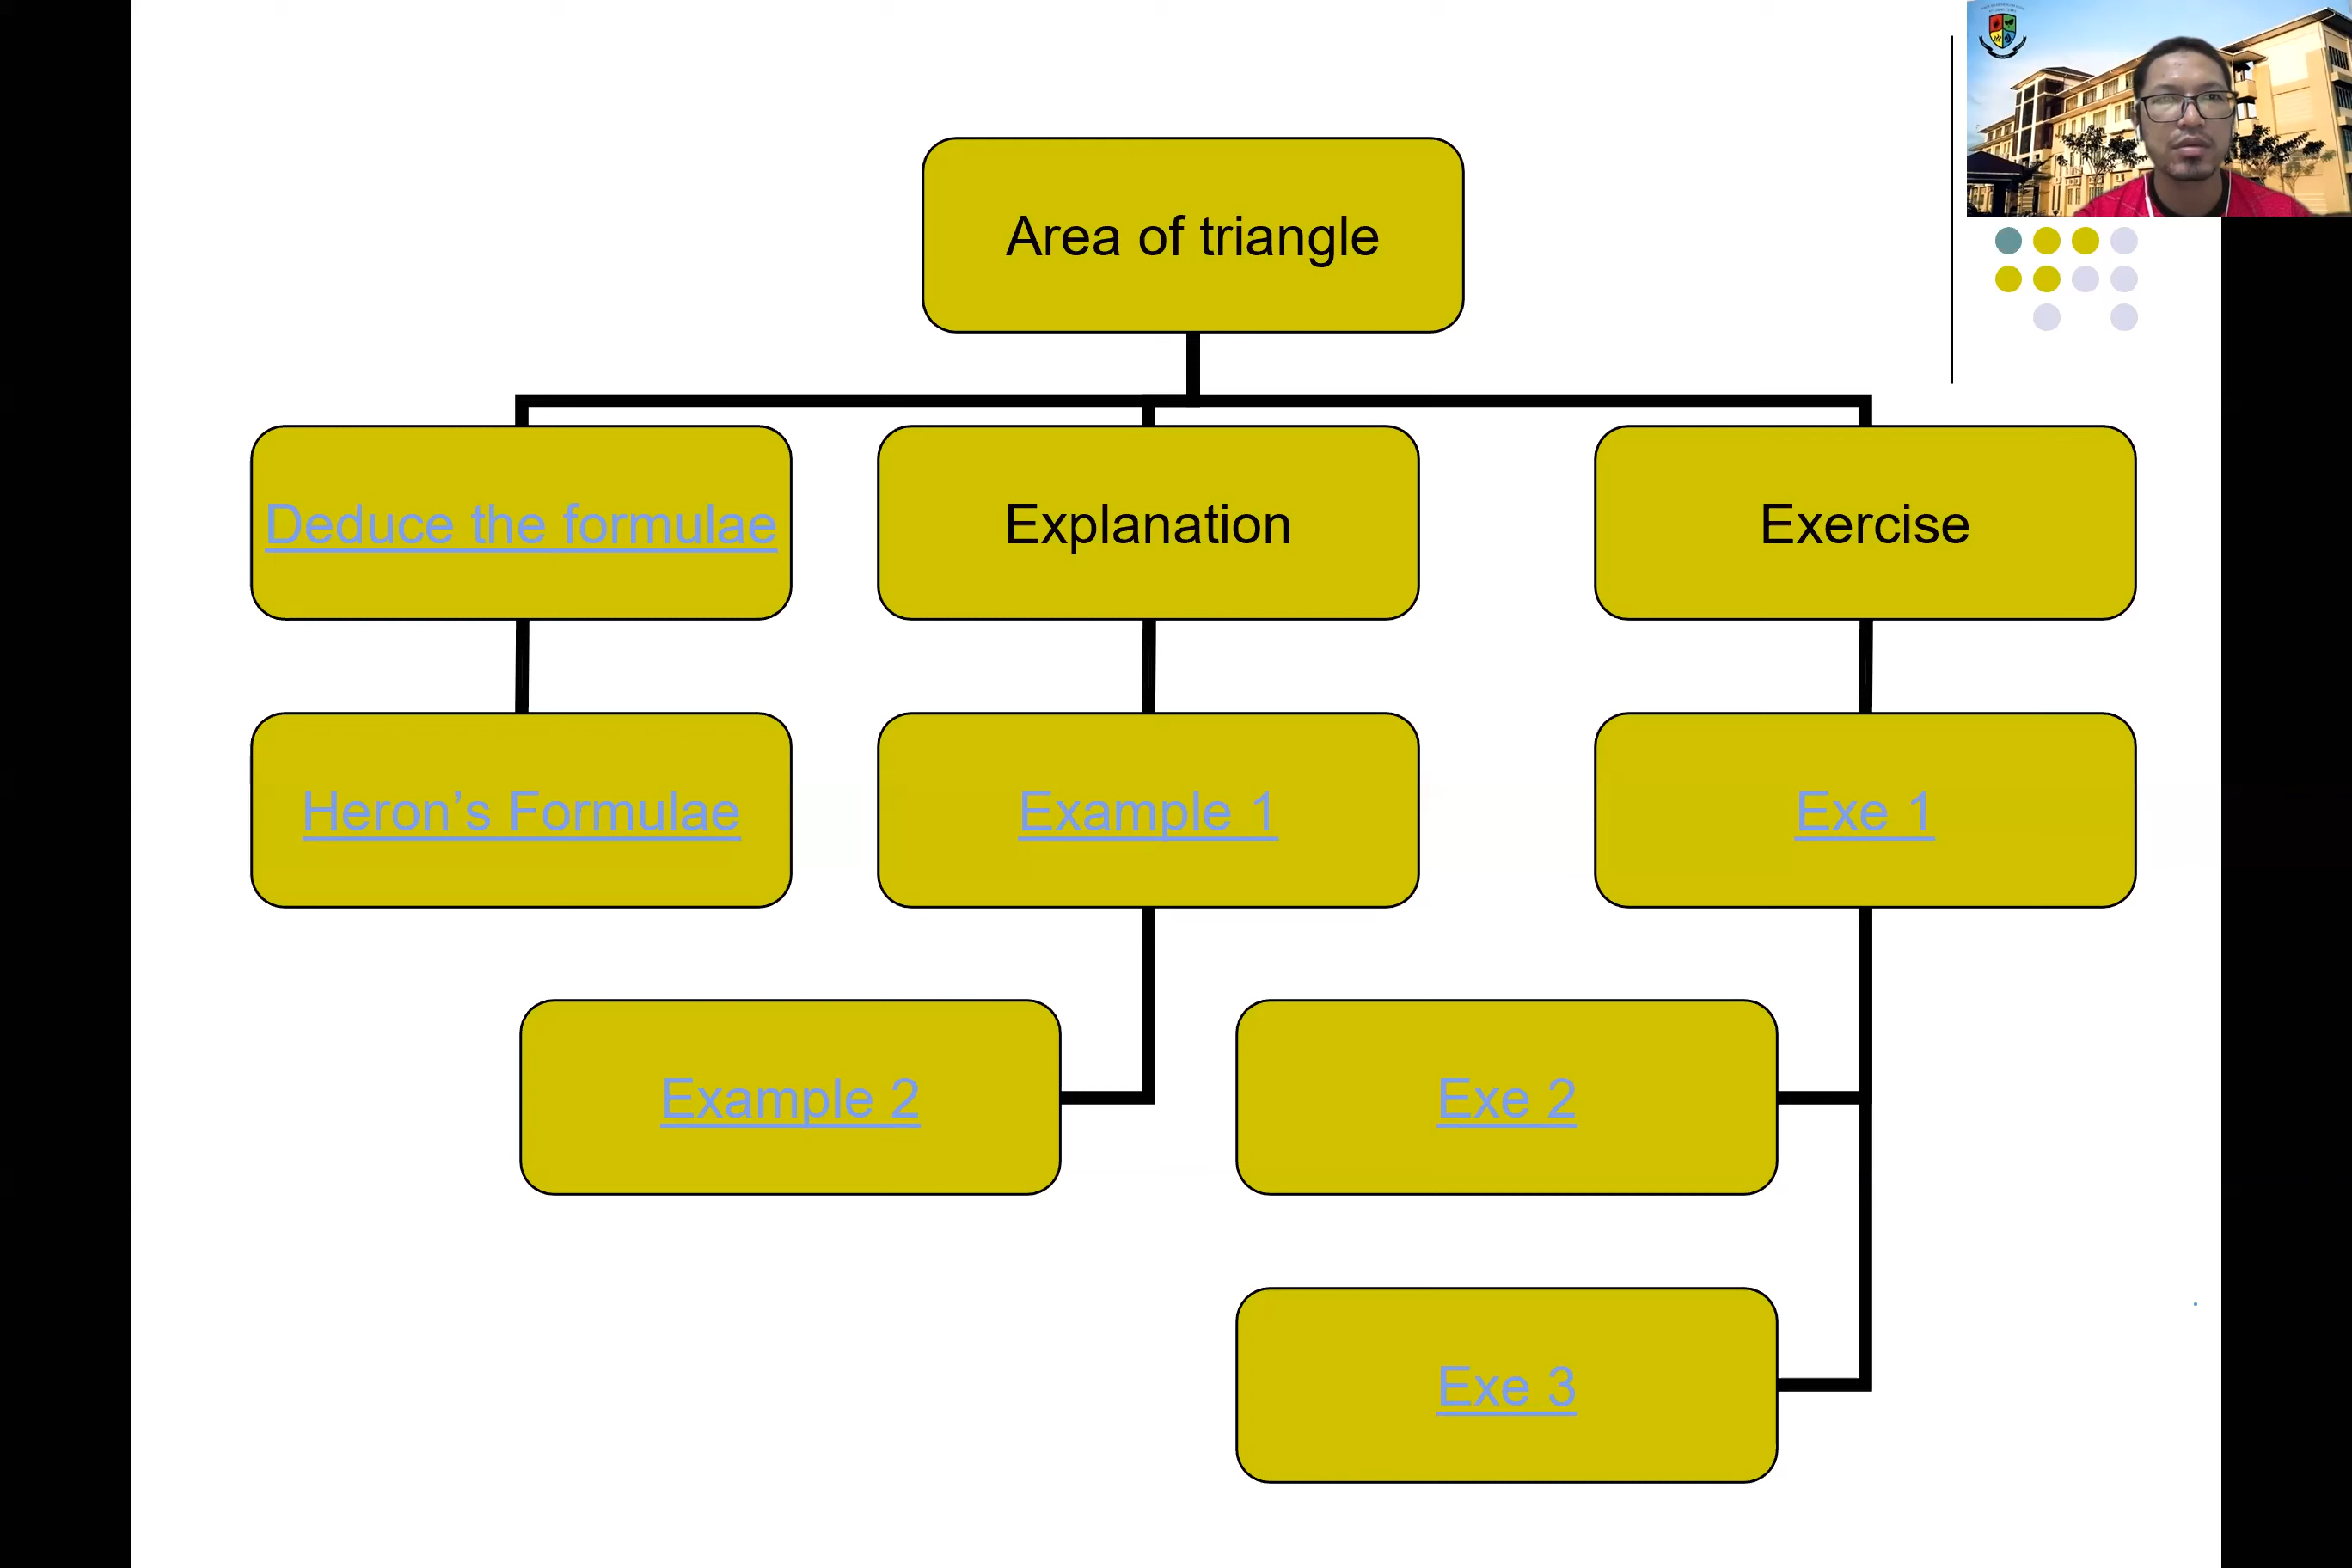 Area of triangle
Deduce the formulae
Explanation
Exercise
Heron’s Formulae
Example 1
Exe 1
Example 2
Exe 2
Exe 3